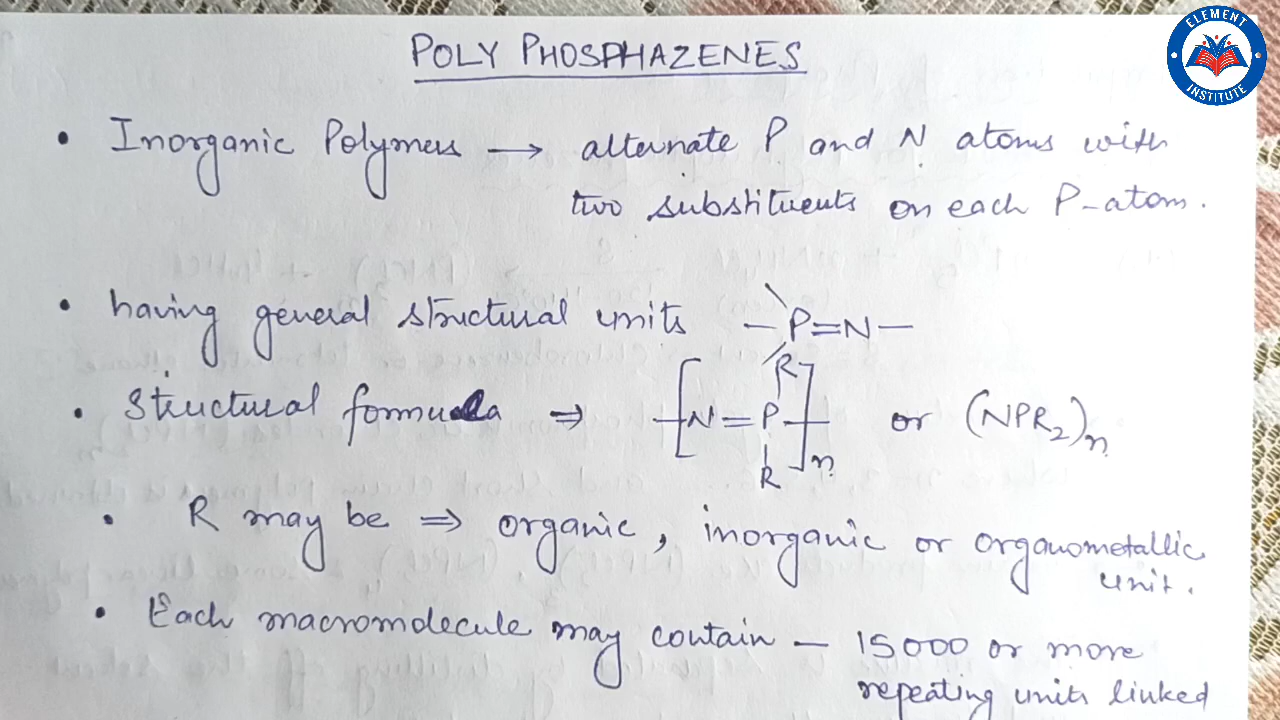 POLY PHOSPHAZENES
ELEMENT INSTITUTE
• Inorganic Polymers → alternate P and N atoms with
two substituents on each P-atom.
• having general structural units —P=N—
• Structural formula ⇒ [N=P]n or (NPR2)n
R
R
• R may be ⇒ organic, inorganic or organometallic
unit.
• Each macromolecule may contain — 15000 or more
repeating units linked